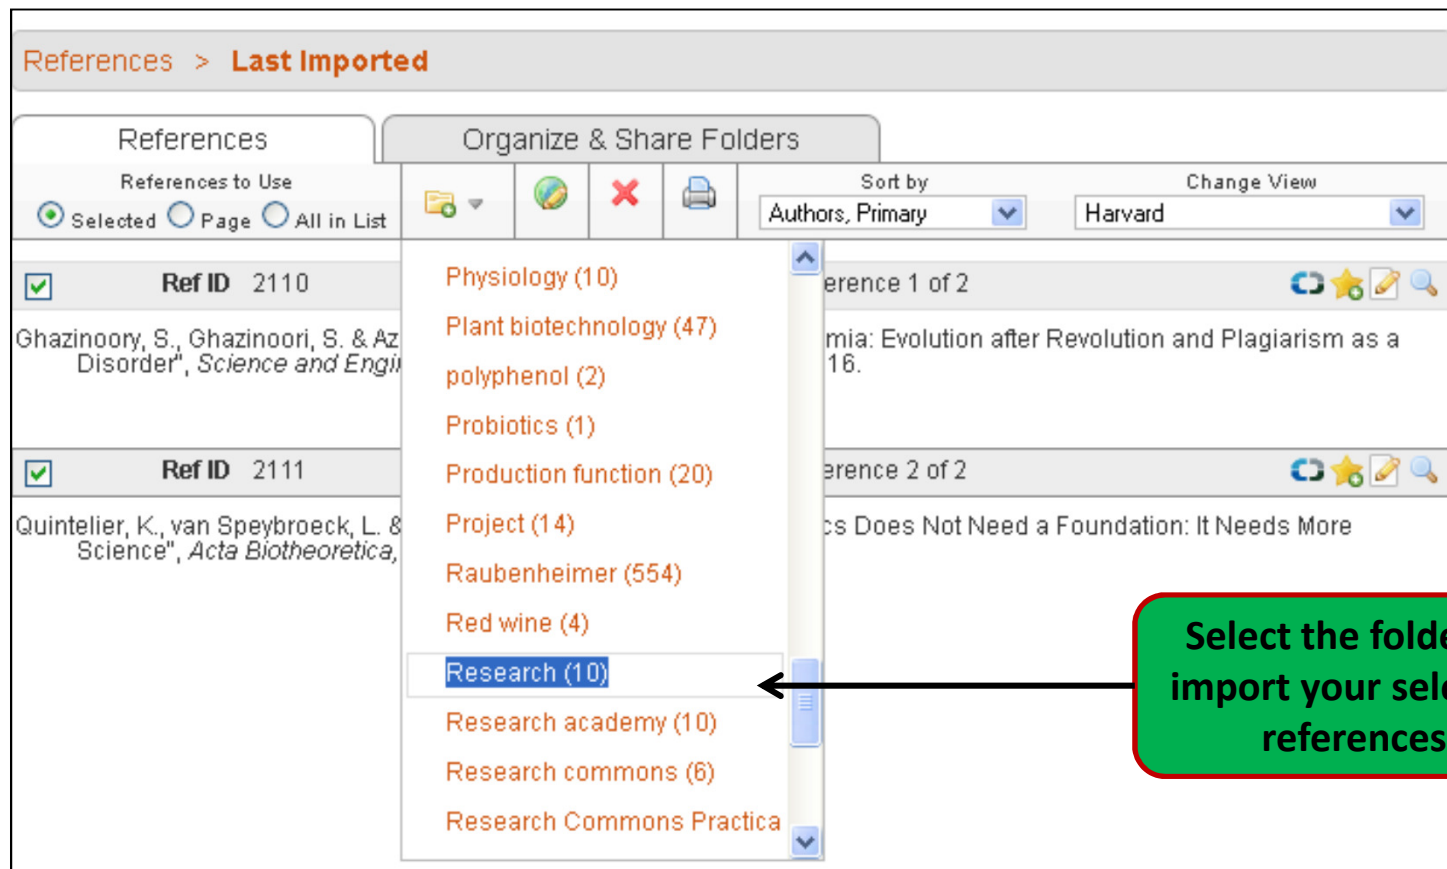 References > Last Imported
References
Organize & Share Folders
References to Use
Selected Page All in List
Sort by
Authors, Primary
Change View
Harvard
Ref ID 2110
erence 1 of 2
Ghazinoory, S., Ghazinoori, S. & Az
mia: Evolution after Revolution and Plagiarism as a
Disorder", Science and Engi
16.
Ref ID 2111
erence 2 of 2
Quintelier, K., van Speybroeck, L. &
cs Does Not Need a Foundation: It Needs More
Science", Acta Biotheoretica,
Physiology (10)
Plant biotechnology (47)
polyphenol (2)
Probiotics (1)
Production function (20)
Project (14)
Raubenheimer (554)
Red wine (4)
Research (10)
Research academy (10)
Research commons (6)
Research Commons Practica
Select the folde
import your sele
references